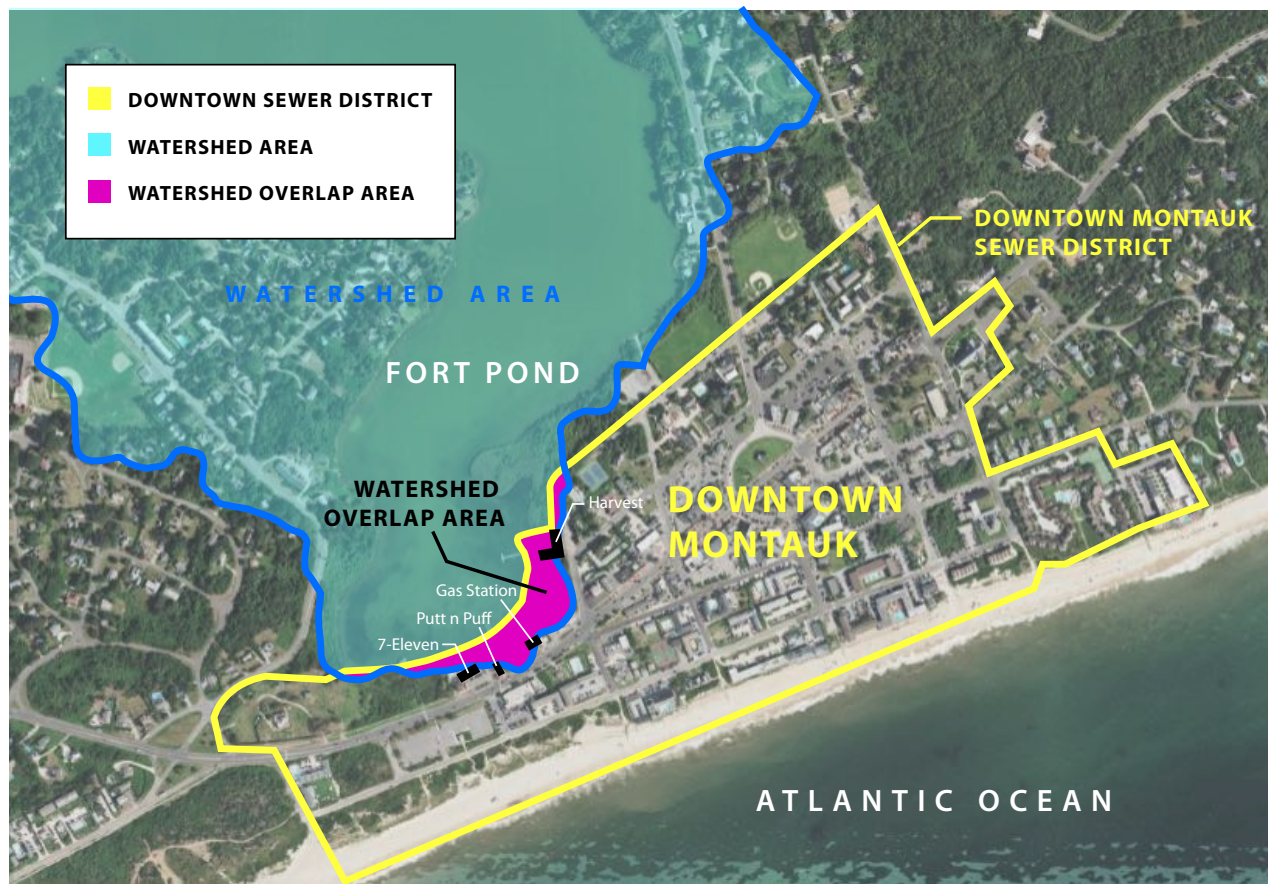 DOWNTOWN SEWER DISTRICT
WATERSHED AREA
WATERSHED OVERLAP AREA
DOWNTOWN MONTAUK
SEWER DISTRICT
WATERSHED AREA
FORT POND
WATERSHED
OVERLAP AREA
Harvest
DOWNTOWN
MONTAUK
Gas Station
Putt n Puff
7-Eleven
ATLANTIC OCEAN